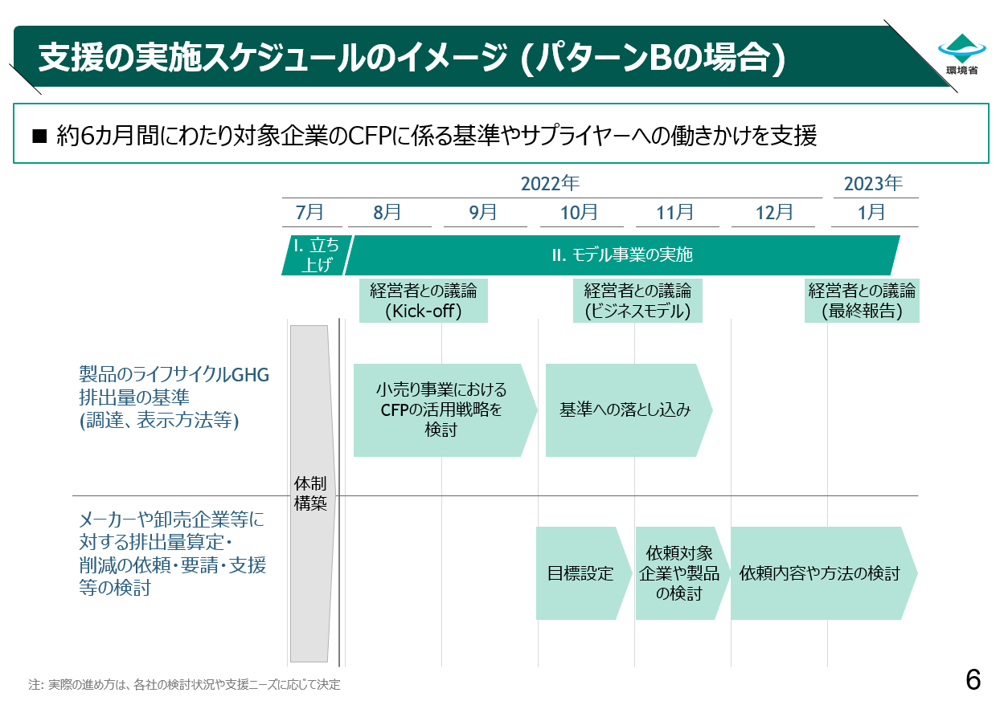 支援の実施スケジュールのイメージ (パターンBの場合)
環境省
■ 約6カ月間にわたり対象企業のCFPに係る基準やサプライヤーへの働きかけを支援
2022年
2023年
7月
8月
9月
10月
11月
12月
1月
I. 立ち
上げ
II. モデル事業の実施
経営者との議論
(Kick-off)
経営者との議論
(ビジネスモデル)
経営者との議論
(最終報告)
製品のライフサイクルGHG
排出量の基準
(調達、表示方法等)
小売り事業における
CFPの活用戦略を
検討
基準への落とし込み
体制
構築
メーカーや卸売企業等に
対する排出量算定・
削減の依頼・要請・支援
等の検討
目標設定
依頼対象
企業や製品
の検討
依頼内容や方法の検討
注: 実際の進め方は、各社の検討状況や支援ニーズに応じて決定
6